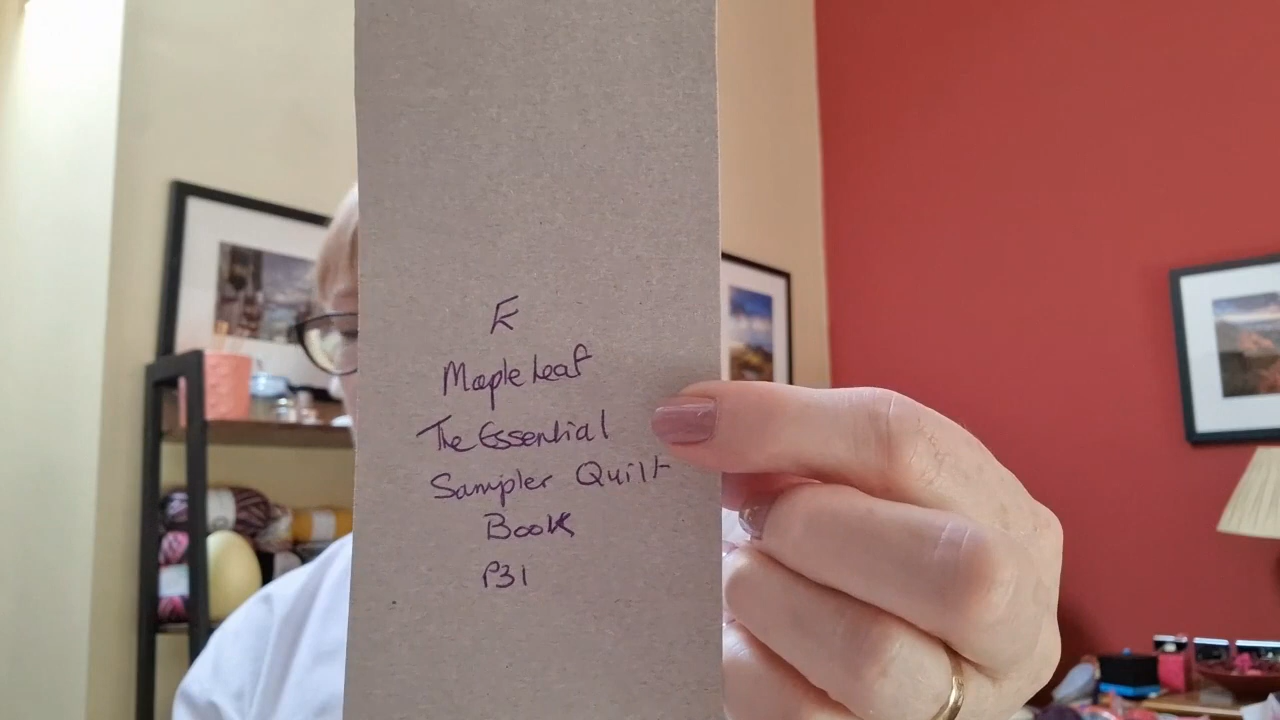 E
Maple Leaf
The Essential
Sampler Quilt
Book
P31